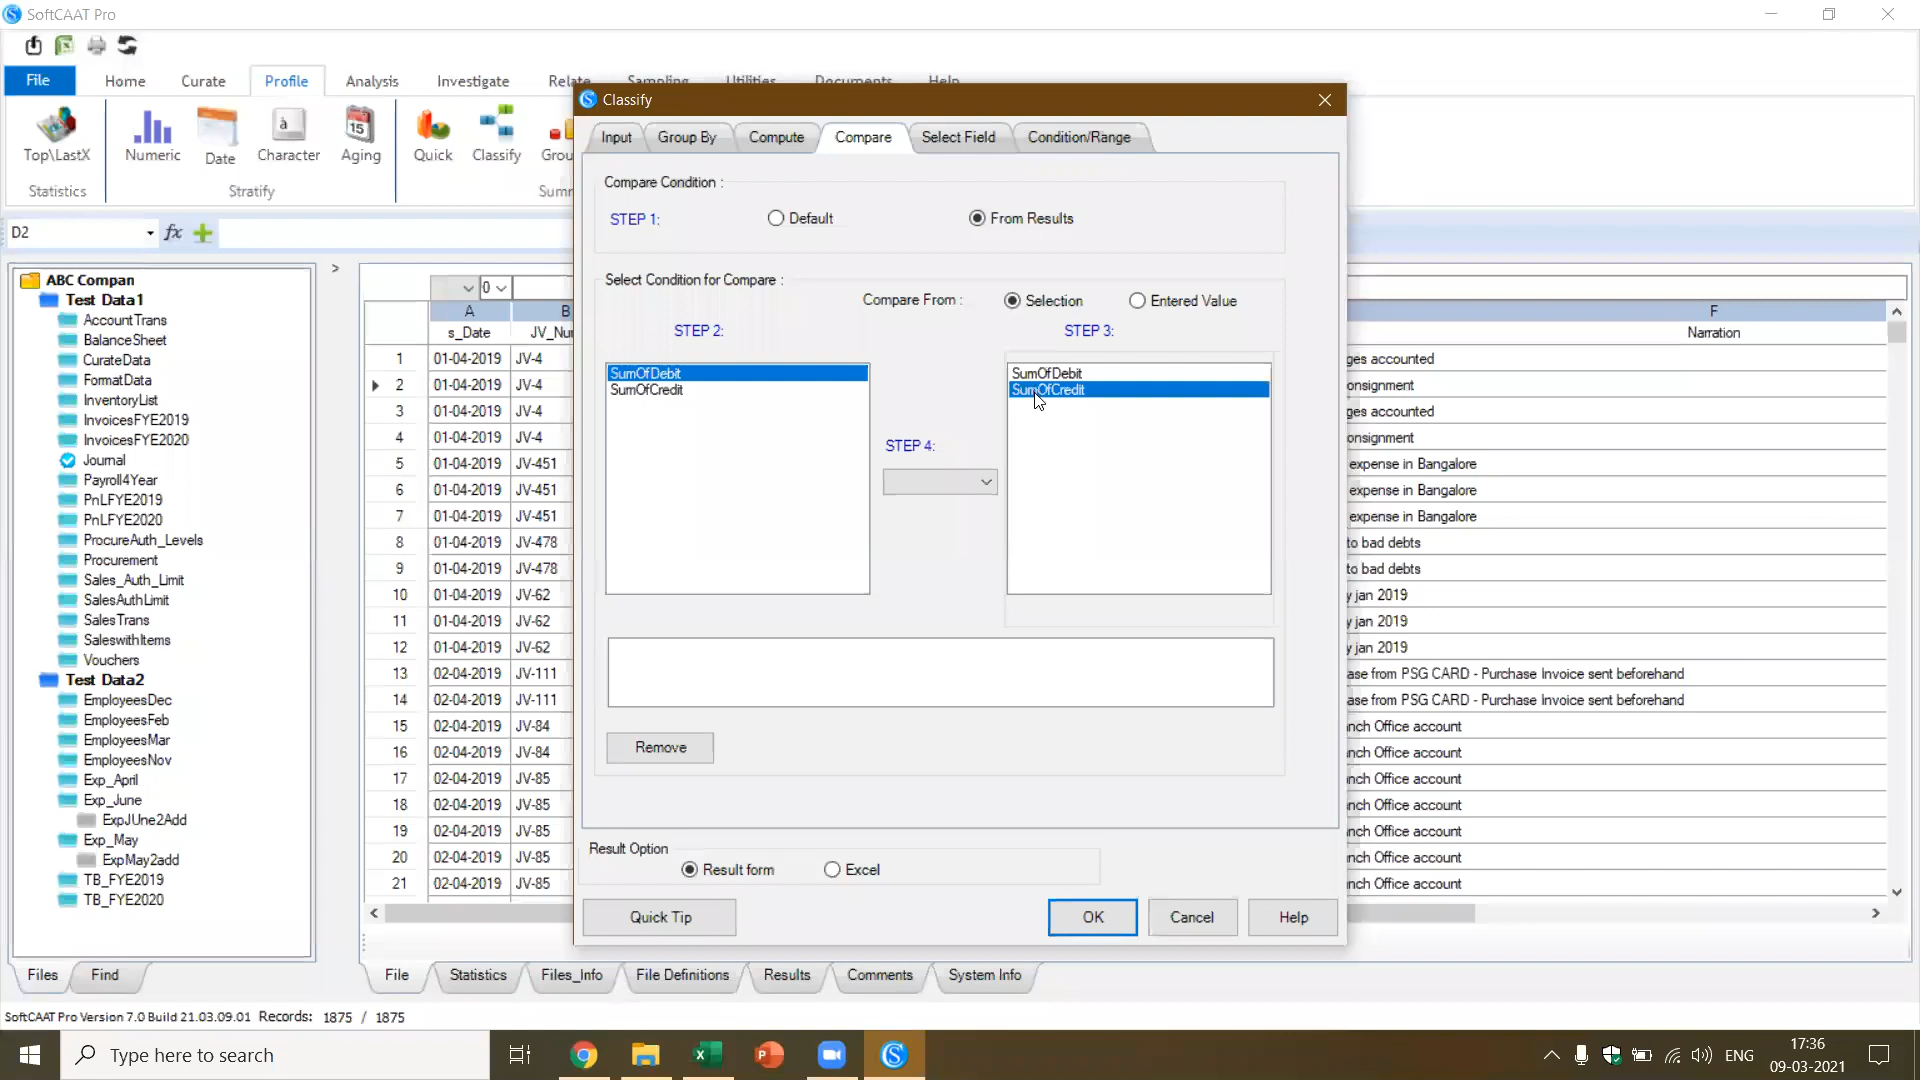 SoftCAAT Pro
File Home Curate Profile Analysis Investigate Relate Sampling Utilities Documents Help
Top\LastX Numeric Date Character Aging Quick Classify
Statistics Stratify
D2 fx
ABC Compan
Test Data1
AccountTrans
BalanceSheet
CurateData
FormatData
InventoryList
InvoicesFYE2019
InvoicesFYE2020
Journal
Payroll4Year
PnLFYE2019
PnLFYE2020
ProcureAuth_Levels
Procurement
Sales_Auth_Limit
SalesAuthLimit
SalesTrans
SaleswithItems
Vouchers
Test Data2
EmployeesDec
EmployeesFeb
EmployeesMar
EmployeesNov
Exp_April
Exp_June
ExpJUne2Add
Exp_May
ExpMay2add
TB_FYE2019
TB_FYE2020
Files Find
>
0
A B F
s_Date Narration
1 01-04-2019 JV-4 ges accounted
2 01-04-2019 JV-4 onsignment
3 01-04-2019 JV-4 ges accounted
4 01-04-2019 JV-4 onsignment
5 01-04-2019 JV-451 expense in Bangalore
6 01-04-2019 JV-451 expense in Bangalore
7 01-04-2019 JV-451 expense in Bangalore
8 01-04-2019 JV-478 to bad debts
9 01-04-2019 JV-478 to bad debts
10 01-04-2019 JV-62 y jan 2019
11 01-04-2019 JV-62 y jan 2019
12 01-04-2019 JV-62 y jan 2019
13 02-04-2019 JV-111 ase from PSG CARD - Purchase Invoice sent beforehand
14 02-04-2019 JV-111 ase from PSG CARD - Purchase Invoice sent beforehand
15 02-04-2019 JV-84 nch Office account
16 02-04-2019 JV-84 nch Office account
17 02-04-2019 JV-85 nch Office account
18 02-04-2019 JV-85 nch Office account
19 02-04-2019 JV-85 nch Office account
20 02-04-2019 JV-85 nch Office account
21 02-04-2019 JV-85 nch Office account
Classify
Input Group By Compute Compare Select Field Condition/Range
Compare Condition :
STEP 1: Default From Results
Select Condition for Compare :
Compare From : Selection Entered Value
STEP 2: STEP 3:
SumOfDebit SumOfDebit
SumOfCredit SumOfCredit
STEP 4:
Remove
Result Option
Result form Excel
Quick Tip OK Cancel Help
File Statistics Files_Info File Definitions Results Comments System Info
SoftCAAT Pro Version 7.0 Build 21.03.09.01 Records: 1875 / 1875
Type here to search
ENG
17:36
09-03-2021